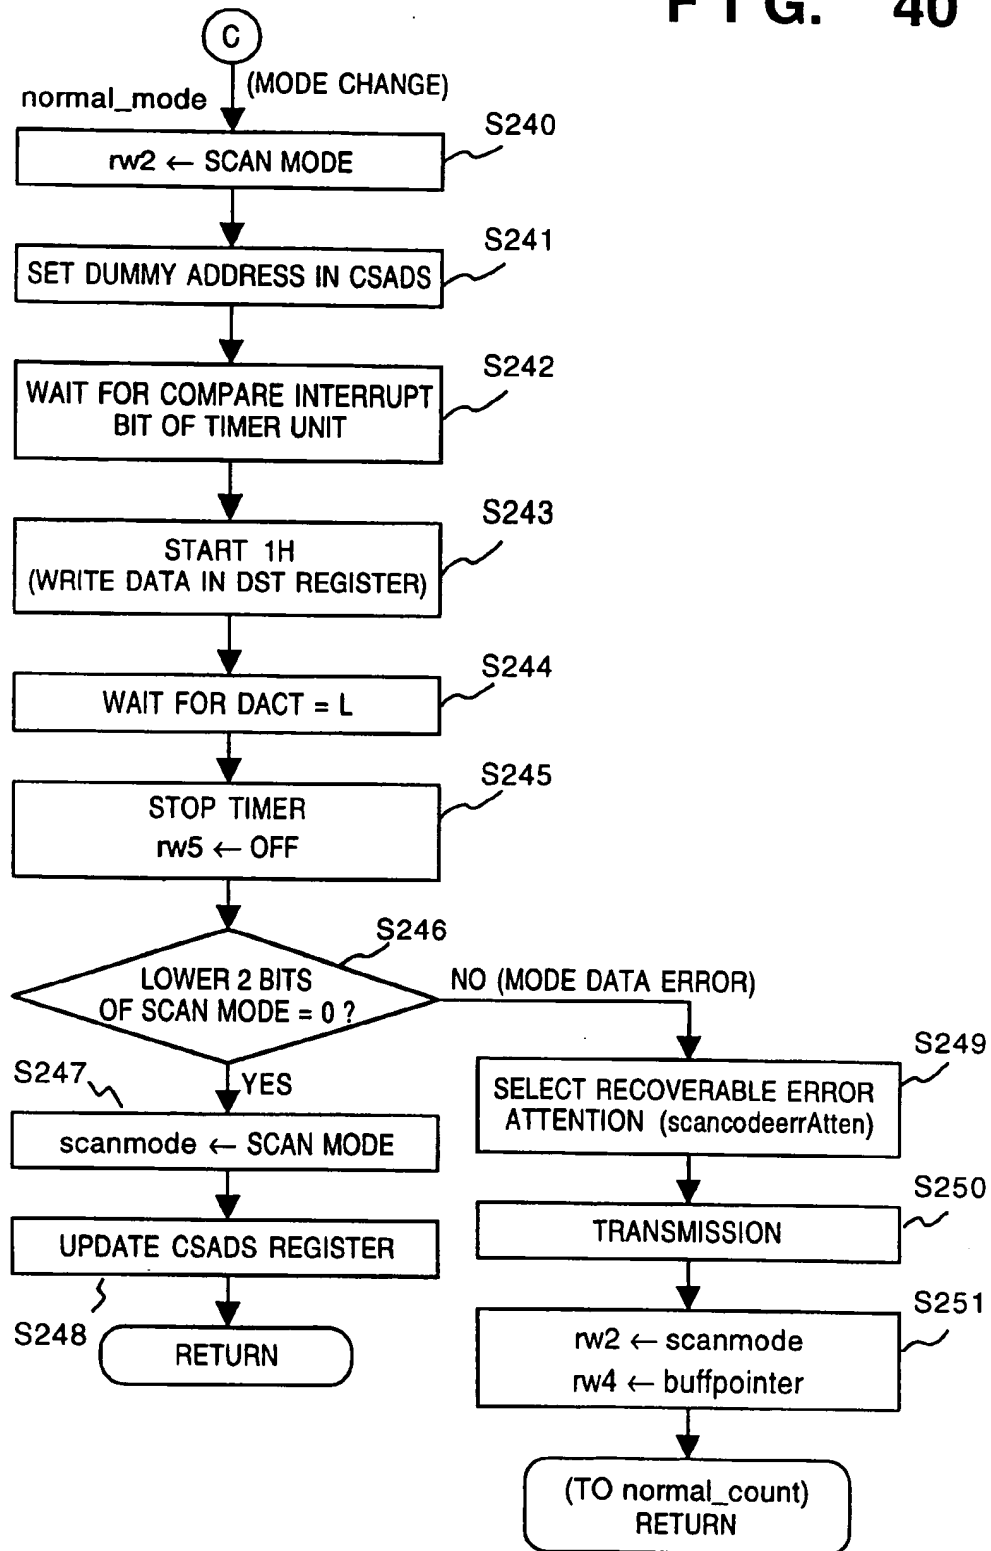 FIG. 40
C
(MODE CHANGE)
normal_mode
S240
rw2 ← SCAN MODE
S241
SET DUMMY ADDRESS IN CSADS
S242
WAIT FOR COMPARE INTERRUPT
BIT OF TIMER UNIT
S243
START 1H
(WRITE DATA IN DST REGISTER)
S244
WAIT FOR DACT = L
S245
STOP TIMER
rw5 ← OFF
S246
LOWER 2 BITS
OF SCAN MODE = 0 ?
NO (MODE DATA ERROR)
S247
YES
scanmode ← SCAN MODE
UPDATE CSADS REGISTER
S248
RETURN
S249
SELECT RECOVERABLE ERROR
ATTENTION (scancodeerrAtten)
S250
TRANSMISSION
S251
rw2 ← scanmode
rw4 ← buffpointer
(TO normal_count)
RETURN